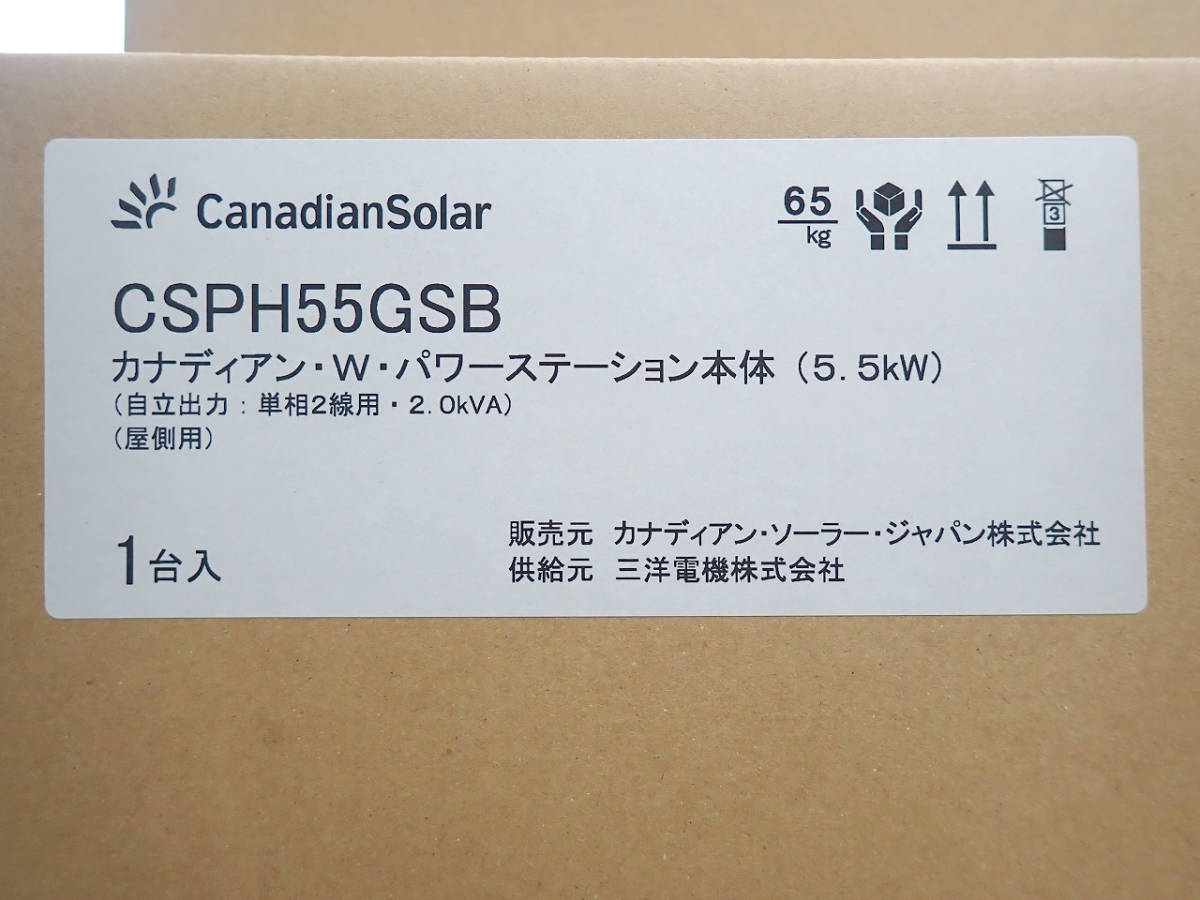 CanadianSolar
65
kg
3
CSPH55GSB
カナディアン・W・パワーステーション本体（5.5kW）
（自立出力：単相2線用・2.0kVA）
（屋側用）
1台入
販売元 カナディアン・ソーラー・ジャパン株式会社
供給元 三洋電機株式会社